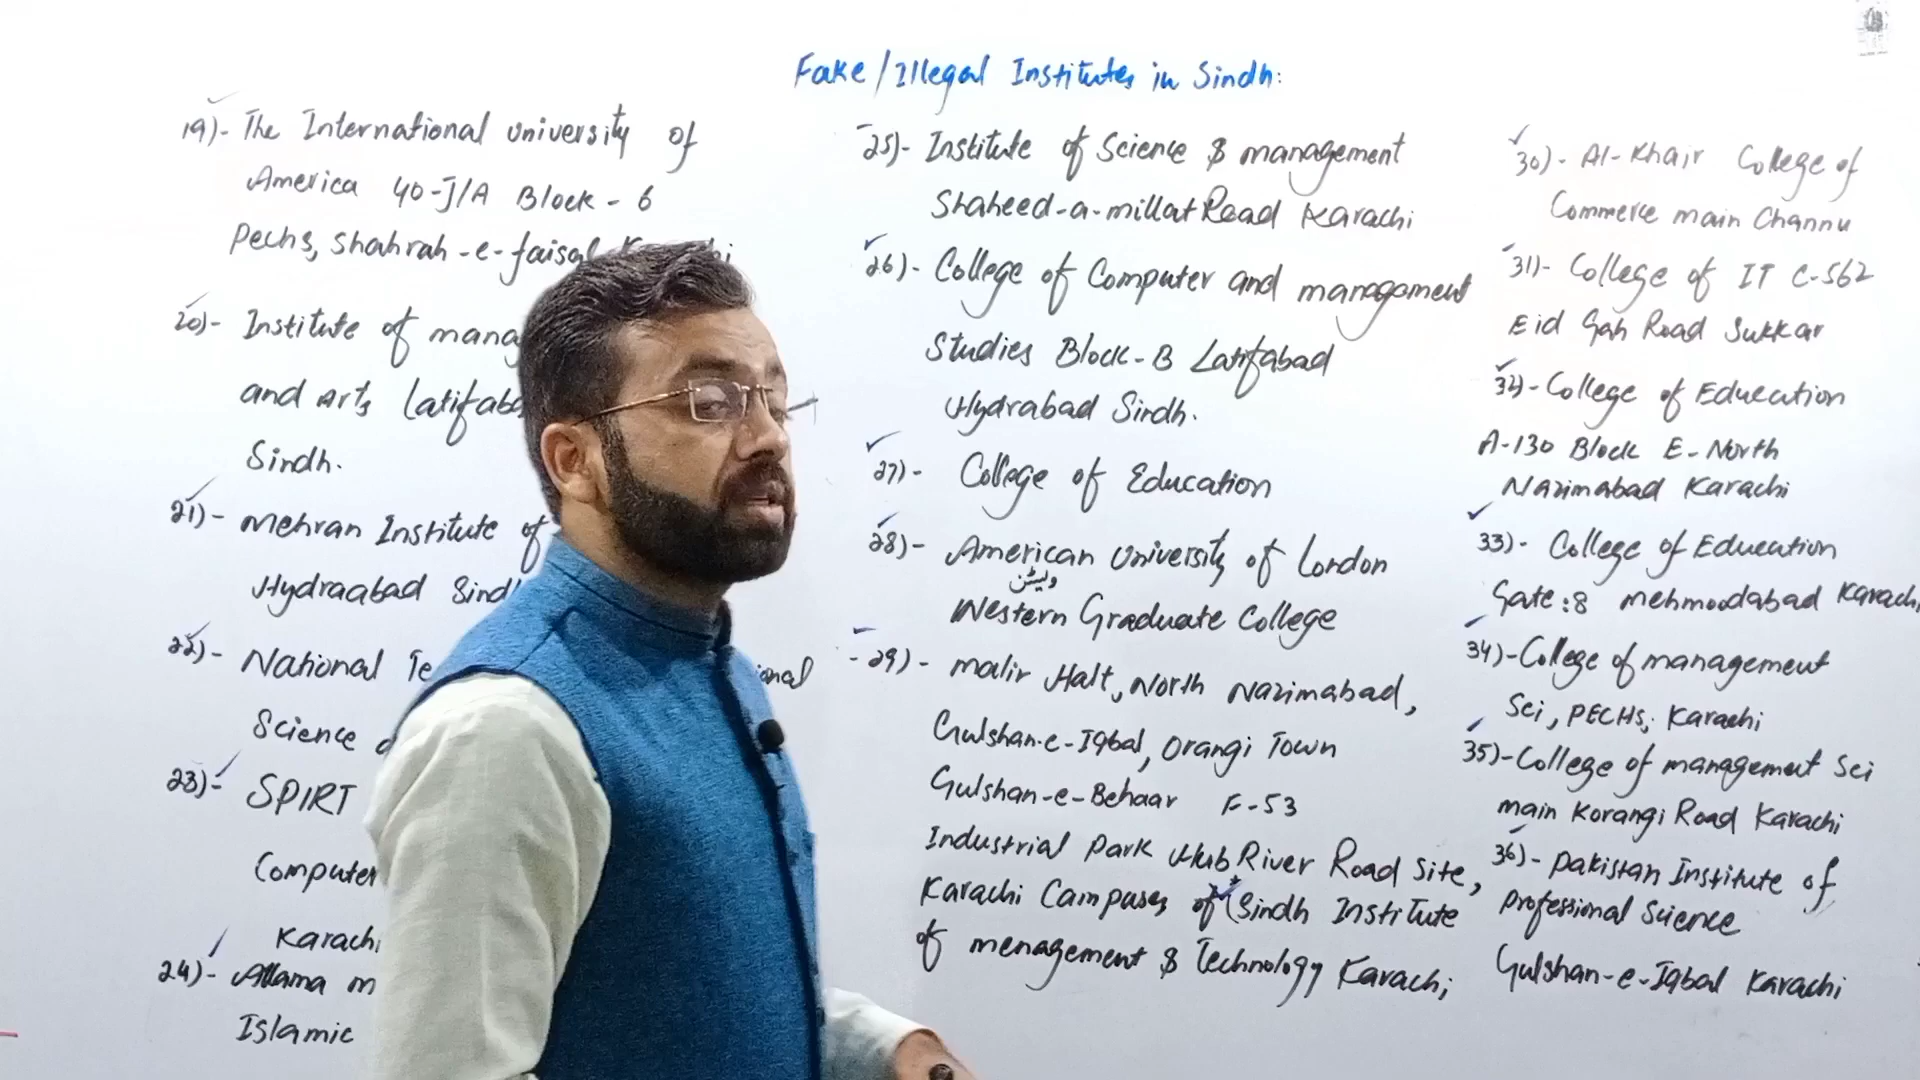 Fake/Illegal Institutes in Sindh:
19)- The International University of
America 40-J/A Block-6
Pechs, Shahrah-e-faisal
20)- Institute of
and Arts
Sindh.
21)- Mehran Institute of
Hydraabad
22)- National
Science
23)- SPIRT
Computer
Karachi
24)- Allama
Islamic
25)- Institute of Science & management
Shaheed-a-millat Road Karachi
26)- College of Computer and managament
Studies Block-B Latifabad
Hydrabad Sindh.
27)- College of Education
28)- American University of London
ویسٹرن
Western Graduate College
29)- Malir Halt, North Nazimabad,
Gulshan-e-Iqbal, Orangi Town
Gulshan-e-Behaar F-53
Industrial Park Hub River Road Site,
Karachi Campuses of (Sindh Institute
of menagement & Technology Karachi;
30)- Al-Khair College of
Commerce main Channu
31)- College of IT C-562
Eid Gah Road Sukkar
32)- College of Education
A-130 Block E-North
Nazimabad Karachi
33)- College of Education
Gate:8 Mehmoodabad Karachi
34)- College of management
Sci, PECHS, Karachi
35)- College of management Sci
main Korangi Road Karachi
36)- Pakistan Institute of
Professional Science
Gulshan-e-Iqbal Karachi